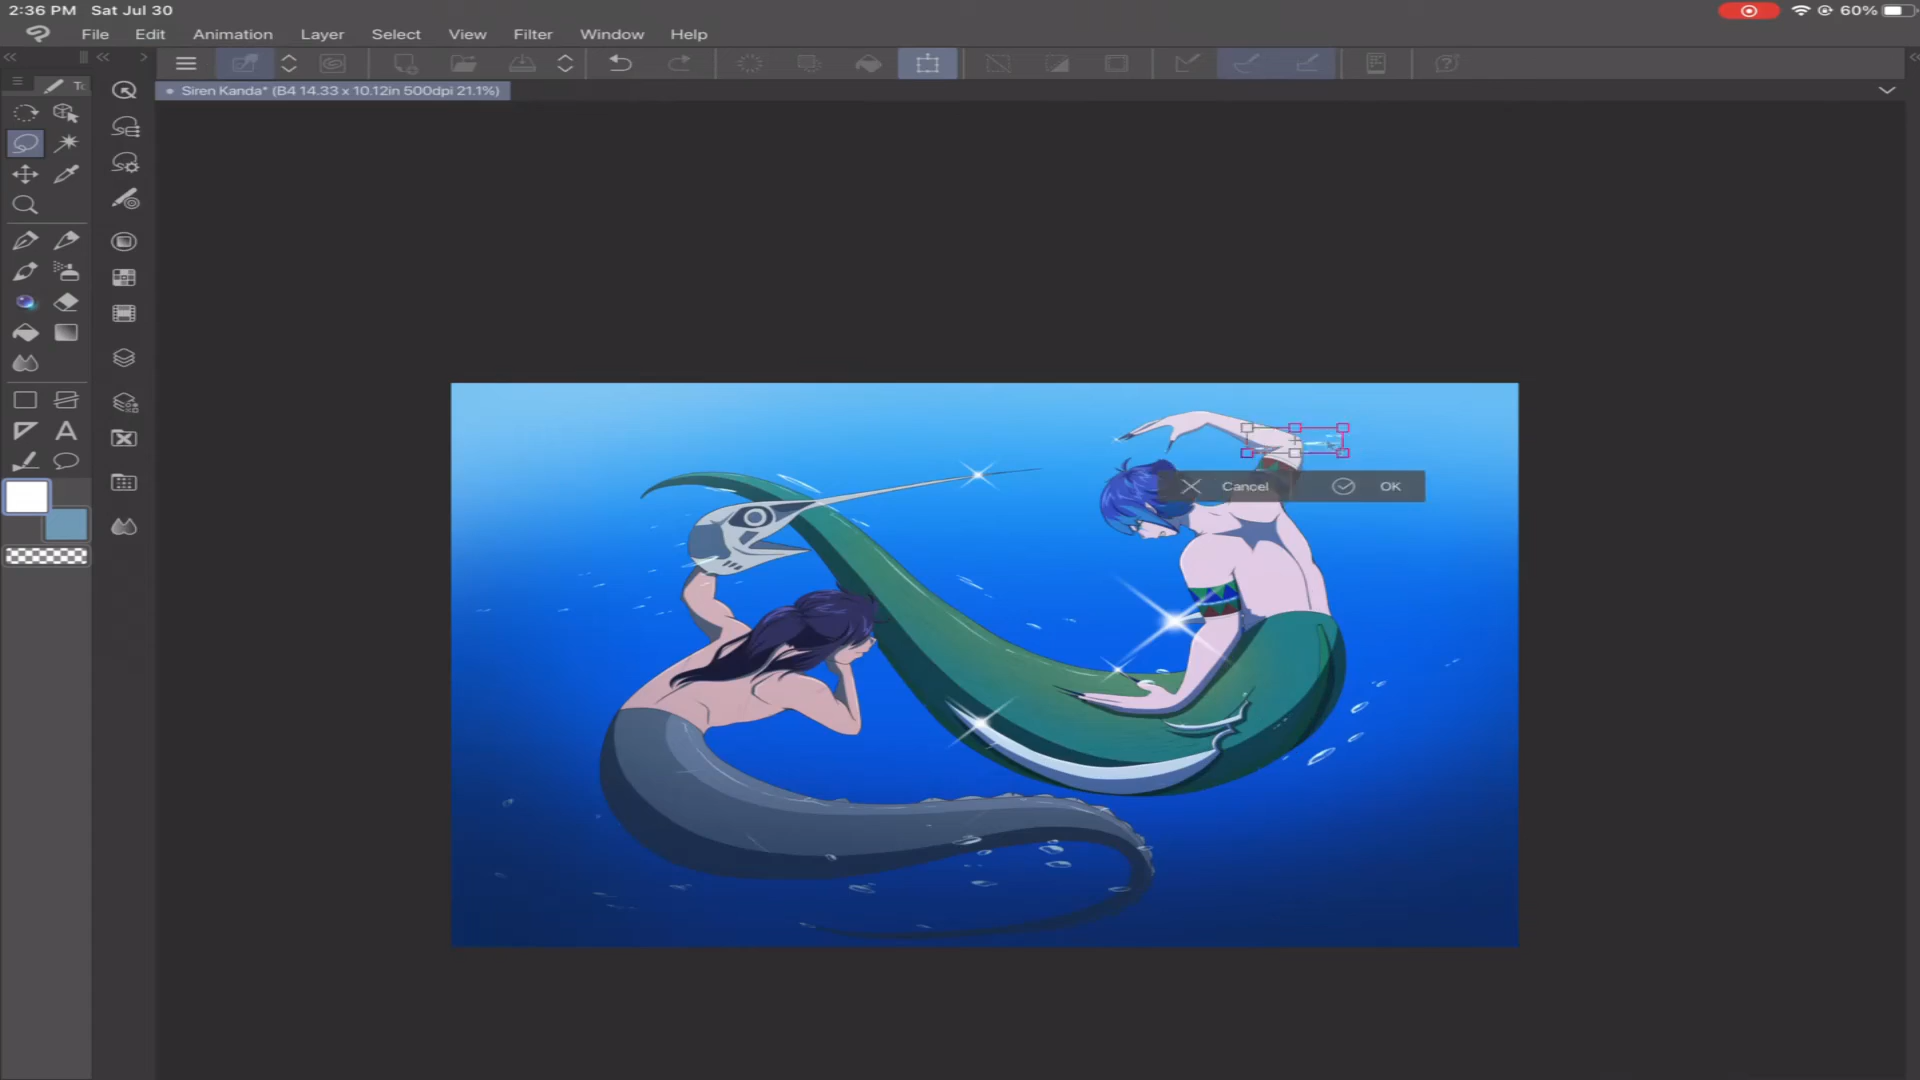 2:36 PM Sat Jul 30
60%
File Edit Animation Layer Select View Filter Window Help
Siren Kanda* (B4 14.33 x 10.12in 500dpi 21.1%)
Cancel OK